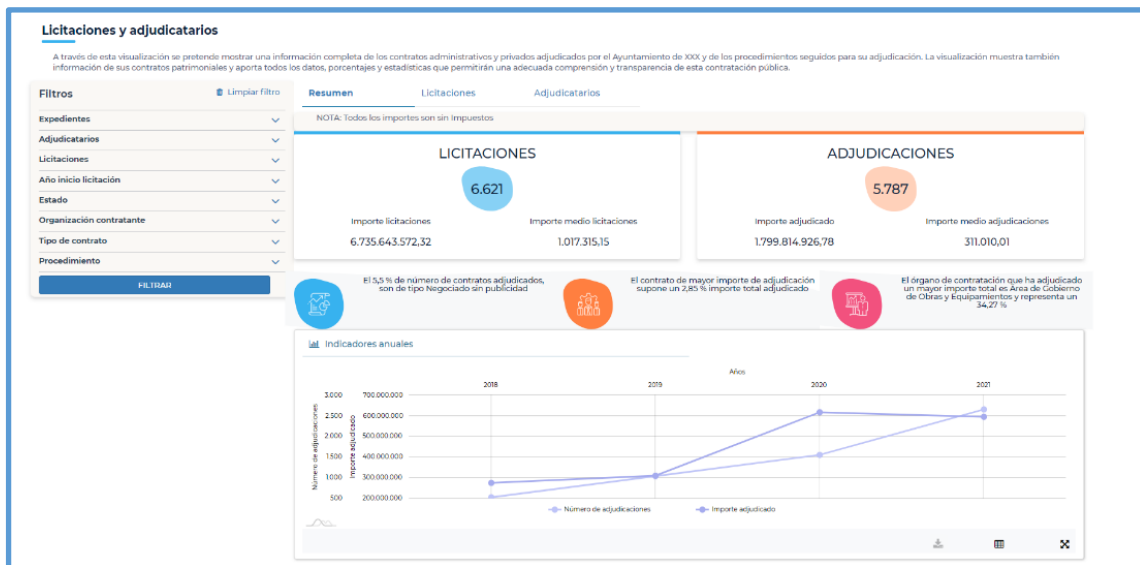 Licitaciones y adjudicatarios
A través de esta visualización se pretende mostrar una información completa de los contratos administrativos y privados adjudicados por el Ayuntamiento de XXX y de los procedimientos seguidos para su adjudicación. La visualización muestra también
información de sus contratos patrimoniales y aporta todos los datos, porcentajes y estadísticas que permitirán una adecuada comprensión y transparencia de esta contratación pública.
Filtros
Limpiar filtro
Expedientes
Adjudicatarios
Licitaciones
Año inicio licitación
Estado
Organización contratante
Tipo de contrato
Procedimiento
FILTRAR
Resumen Licitaciones Adjudicatarios
NOTA: Todos los importes son sin Impuestos
LICITACIONES
6.621
Importe licitaciones Importe medio licitaciones
6.735.643.572,32 1.017.315,15
ADJUDICACIONES
5.787
Importe adjudicado Importe medio adjudicaciones
1.799.814.926,78 311.010,01
El 5,5 % de número de contratos adjudicados,
son de tipo Negociado sin publicidad
El contrato de mayor importe de adjudicación
supone un 2,85 % importe total adjudicado
El órgano de contratación que ha adjudicado
un mayor importe total es Área de Gobierno
de Obras y Equipamientos y representa un
34,27 %
Indicadores anuales
Años
2018 2019 2020 2021
Número de adjudicaciones
Importe adjudicado
3.000 700.000.000
2.500 600.000.000
2.000 500.000.000
1.500 400.000.000
1.000 300.000.000
500 200.000.000
Número de adjudicaciones Importe adjudicado